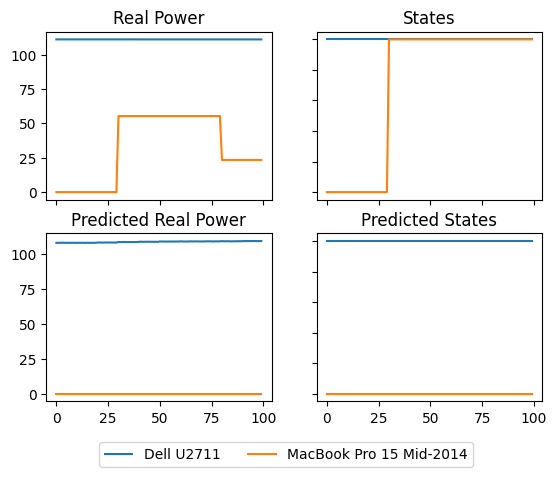 Real Power
States
100
75
50
25
0
Predicted Real Power
Predicted States
100
75
50
25
0
0 25 50 75 100
0 25 50 75 100
Dell U2711
MacBook Pro 15 Mid-2014